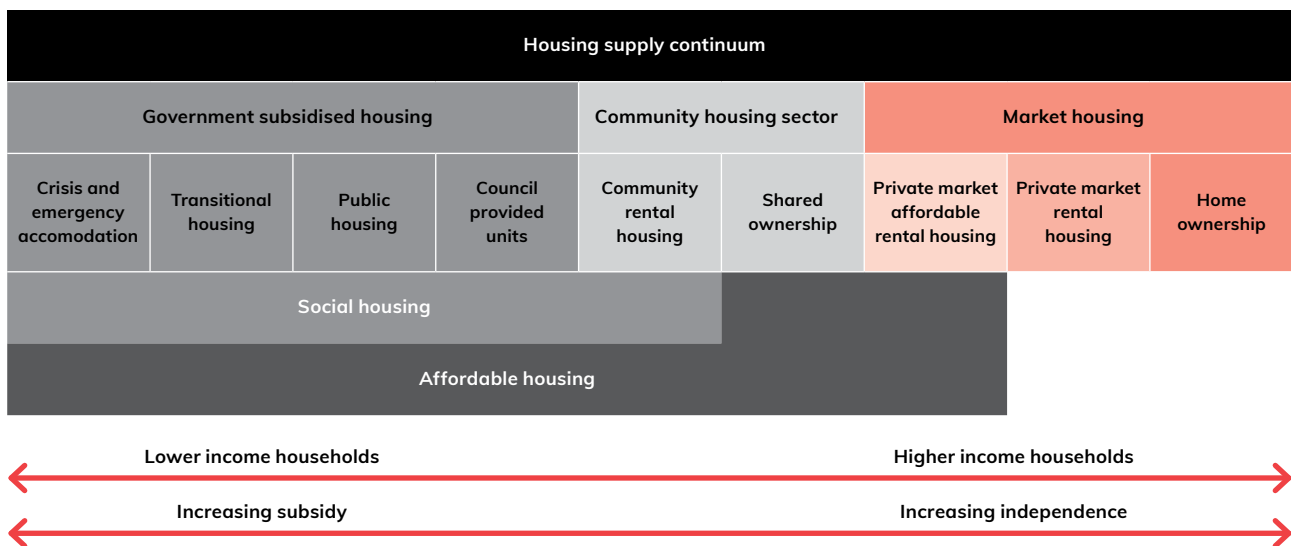 Housing supply continuum
Government subsidised housing
Community housing sector
Market housing
Crisis and
emergency
accomodation
Transitional
housing
Public
housing
Council
provided
units
Community
rental
housing
Shared
ownership
Private market
affordable
rental housing
Private market
rental
housing
Home
ownership
Social housing
Affordable housing
Lower income households
Higher income households
Increasing subsidy
Increasing independence